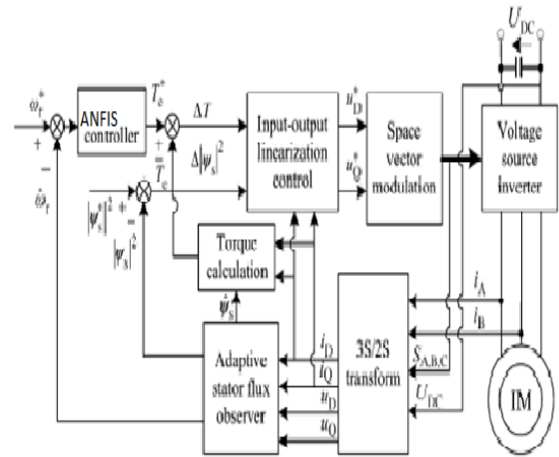 U_DC
ω_r^*
ANFIS
controller
T_e^*
ΔT
Input-output
linearization
control
u_D^*
u_Q^*
Space
vector
modulation
Voltage
source
inverter
+
−
ω̂_r
+
−
T̂_e
Δ|ψ_s|^2
|ψ_s^*|^2
+
−
|ψ̂_s|^2
Torque
calculation
ψ̂_s
Adaptive
stator flux
observer
i_D
i_Q
u_D
u_Q
3S/2S
transform
i_A
i_B
S_A,B,C
U_DC
IM